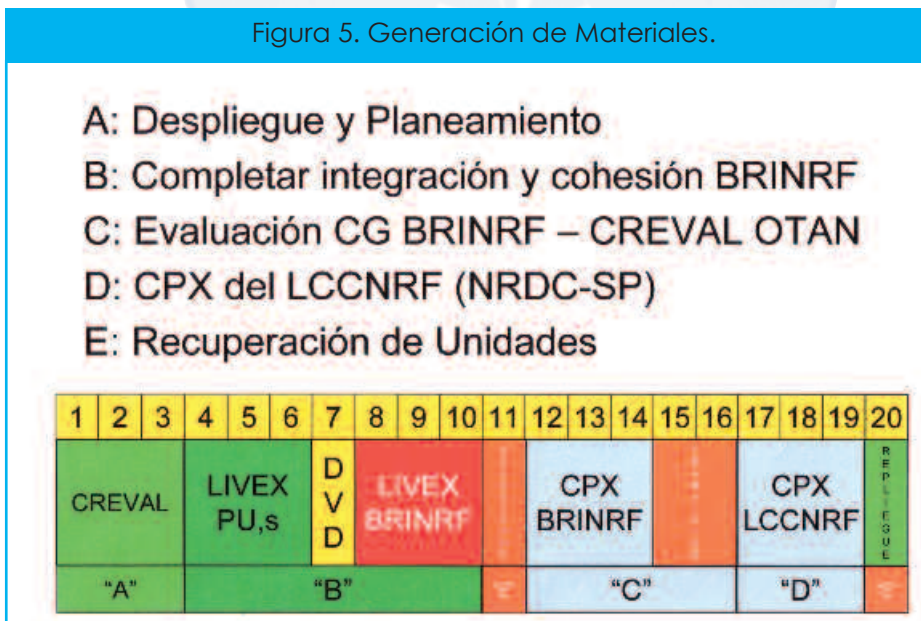 Figura 5. Generación de Materiales.
A: Despliegue y Planeamiento
B: Completar integración y cohesión BRINRF
C: Evaluación CG BRINRF – CREVAL OTAN
D: CPX del LCCNRF (NRDC-SP)
E: Recuperación de Unidades
1 2 3 4 5 6 7 8 9 10 11 12 13 14 15 16 17 18 19 20
CREVAL
LIVEX
PU,s
DVD
LIVEX
BRINRF
CPX
BRINRF
CPX
LCCNRF
REPLIEGUE
"A" "B" "C" "D"